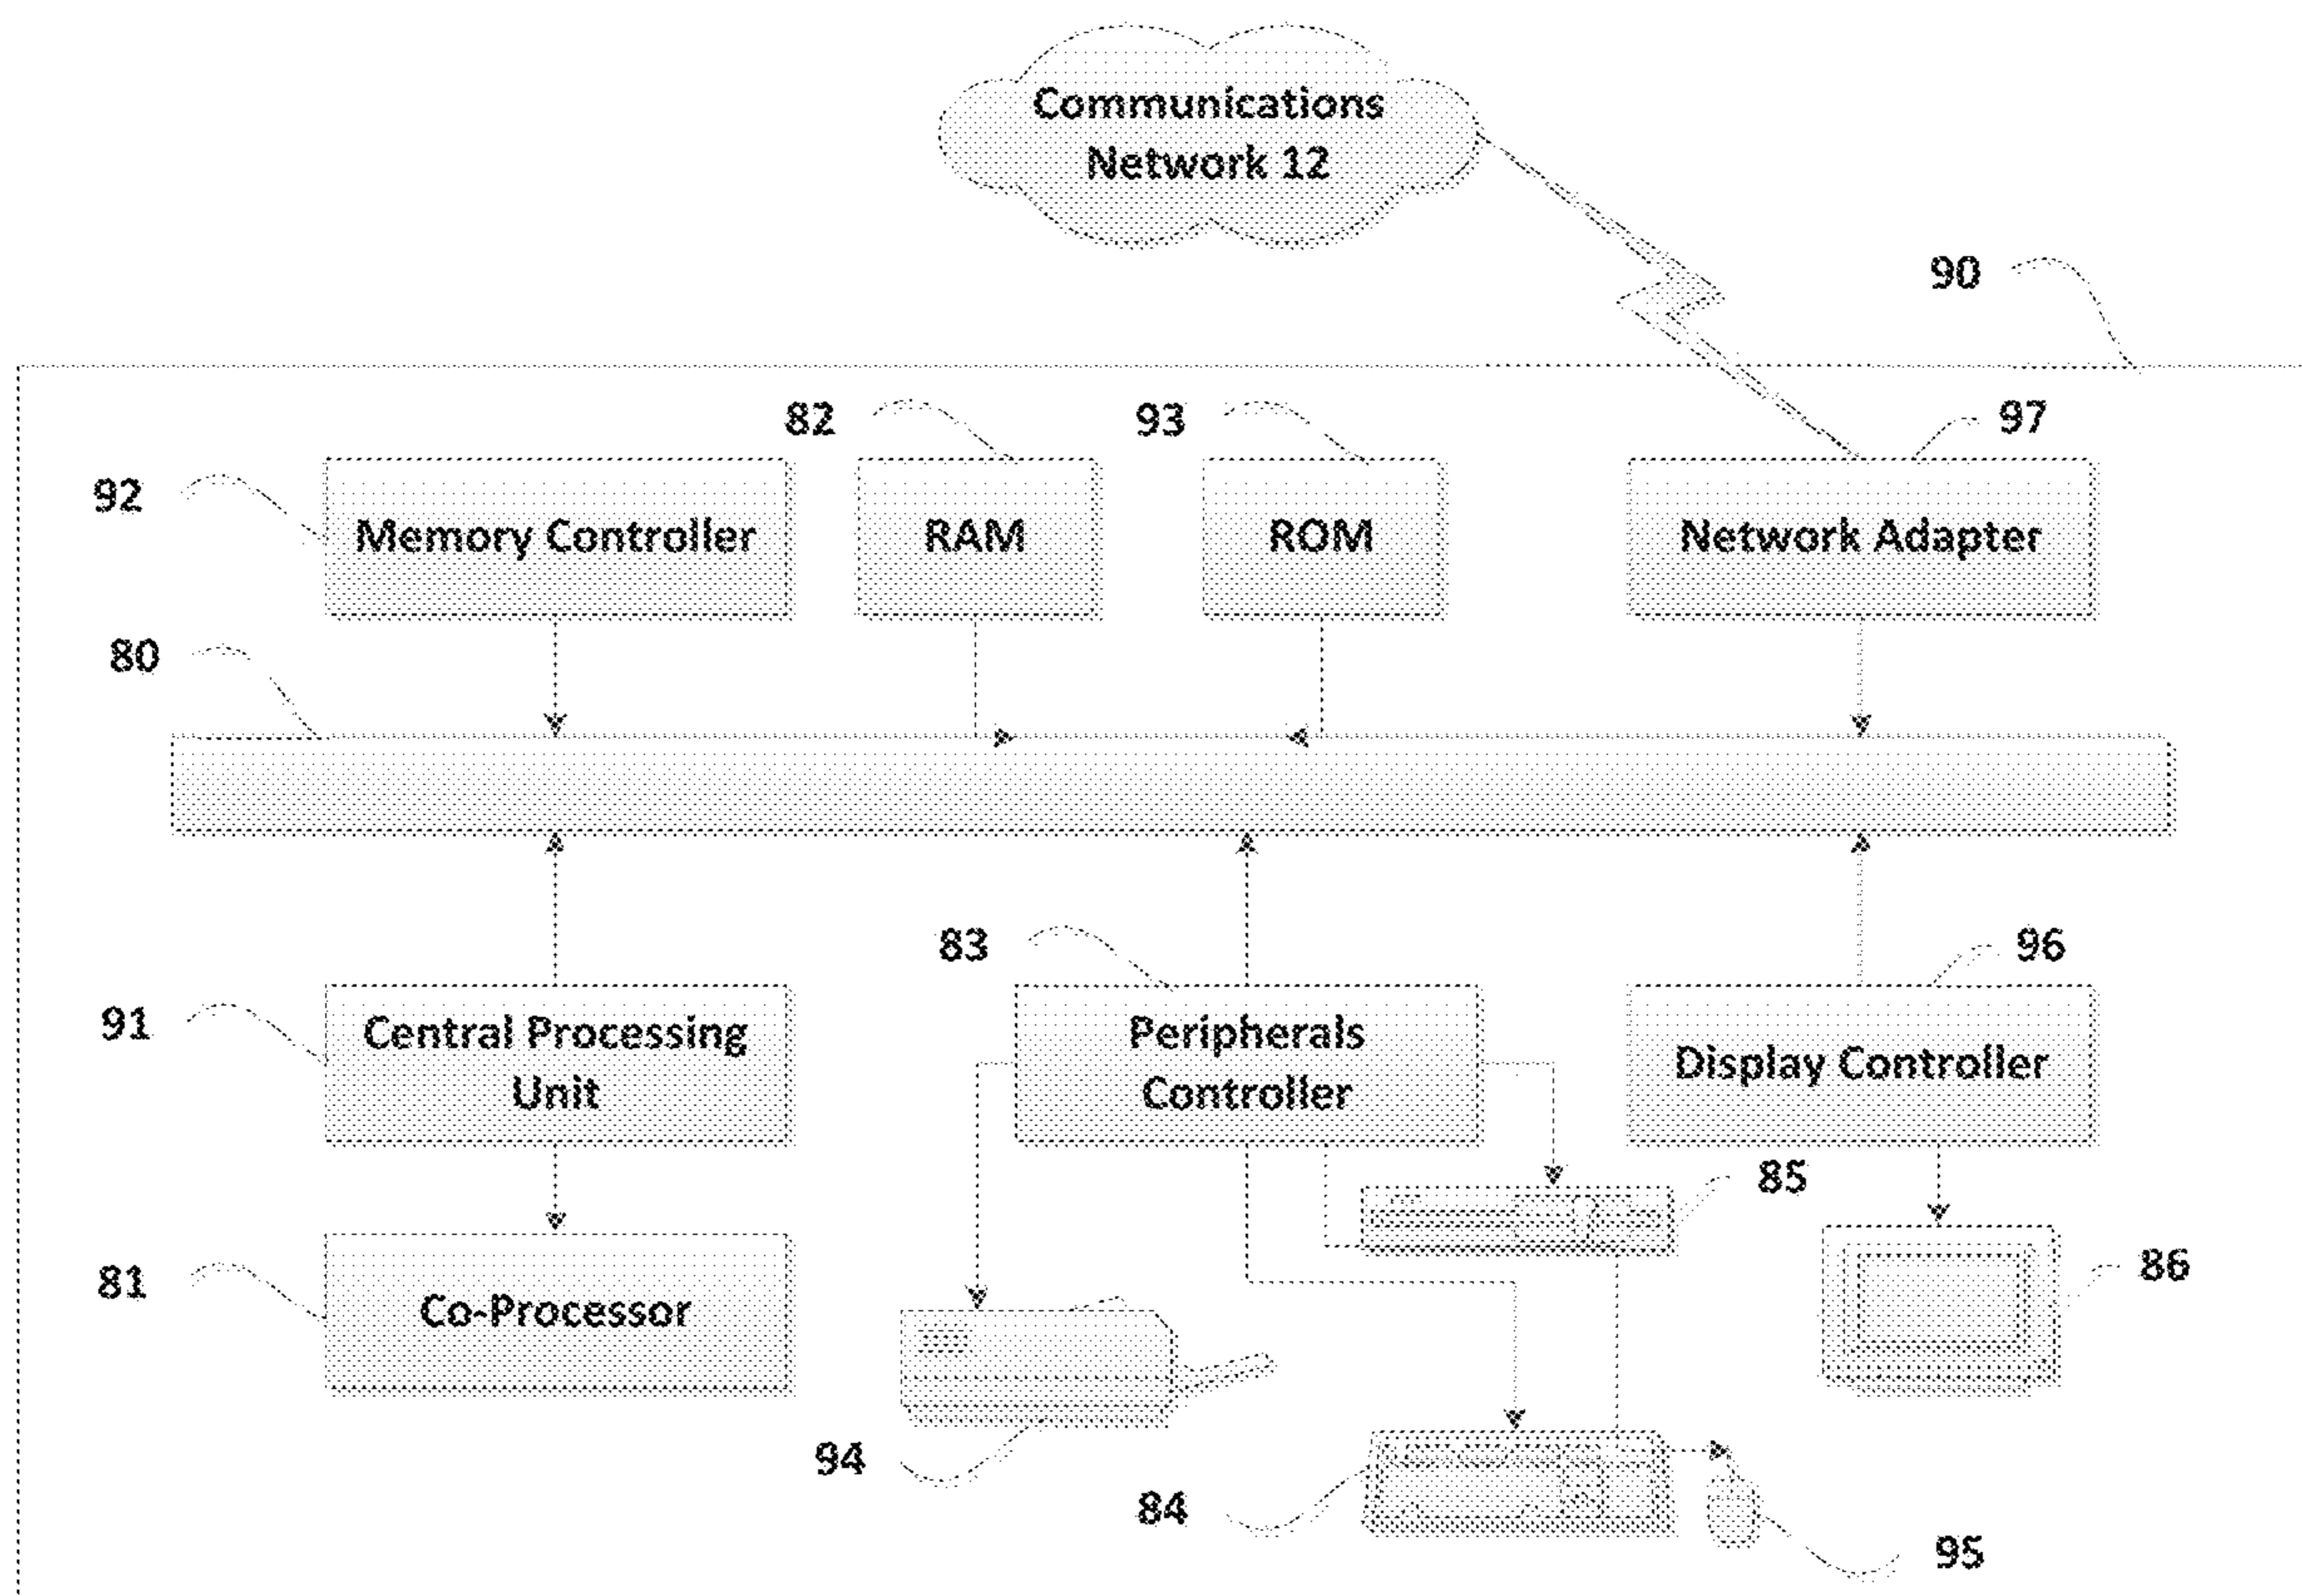 Communications
Network 12
90
82
93
97
92
Memory Controller
RAM
ROM
Network Adapter
80
83
96
91
Central Processing
Unit
Peripherals
Controller
Display Controller
85
81
Co-Processor
86
94
84
95